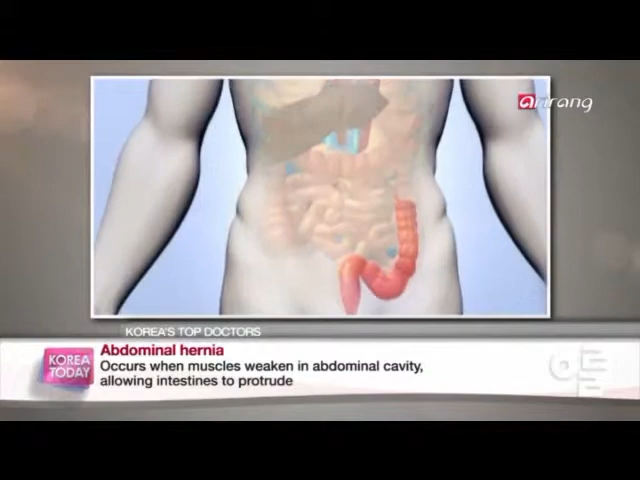 arirang
KOREA'S TOP DOCTORS
KOREA
TODAY
Abdominal hernia
Occurs when muscles weaken in abdominal cavity,
allowing intestines to protrude